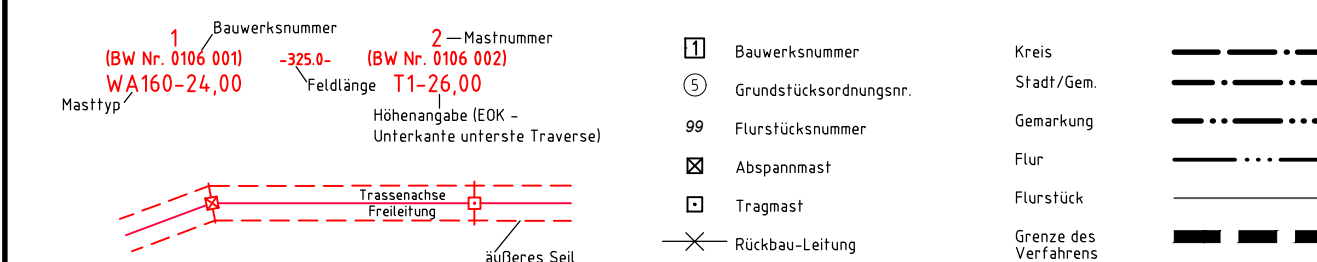 Bauwerksnummer
1
2 Mastnummer
(BW Nr. 0106 001) -325.0- (BW Nr. 0106 002)
WA160-24,00 Feldlänge T1-26,00
Masttyp
Höhenangabe (EOK -
Unterkante unterste Traverse)
Trassenachse
Freileitung
äußeres Seil
1 Bauwerksnummer
5 Grundstücksordnungsnr.
99 Flurstücksnummer
Abspannmast
Tragmast
Rückbau-Leitung
Kreis
Stadt/Gem.
Gemarkung
Flur
Flurstück
Grenze des
Verfahrens